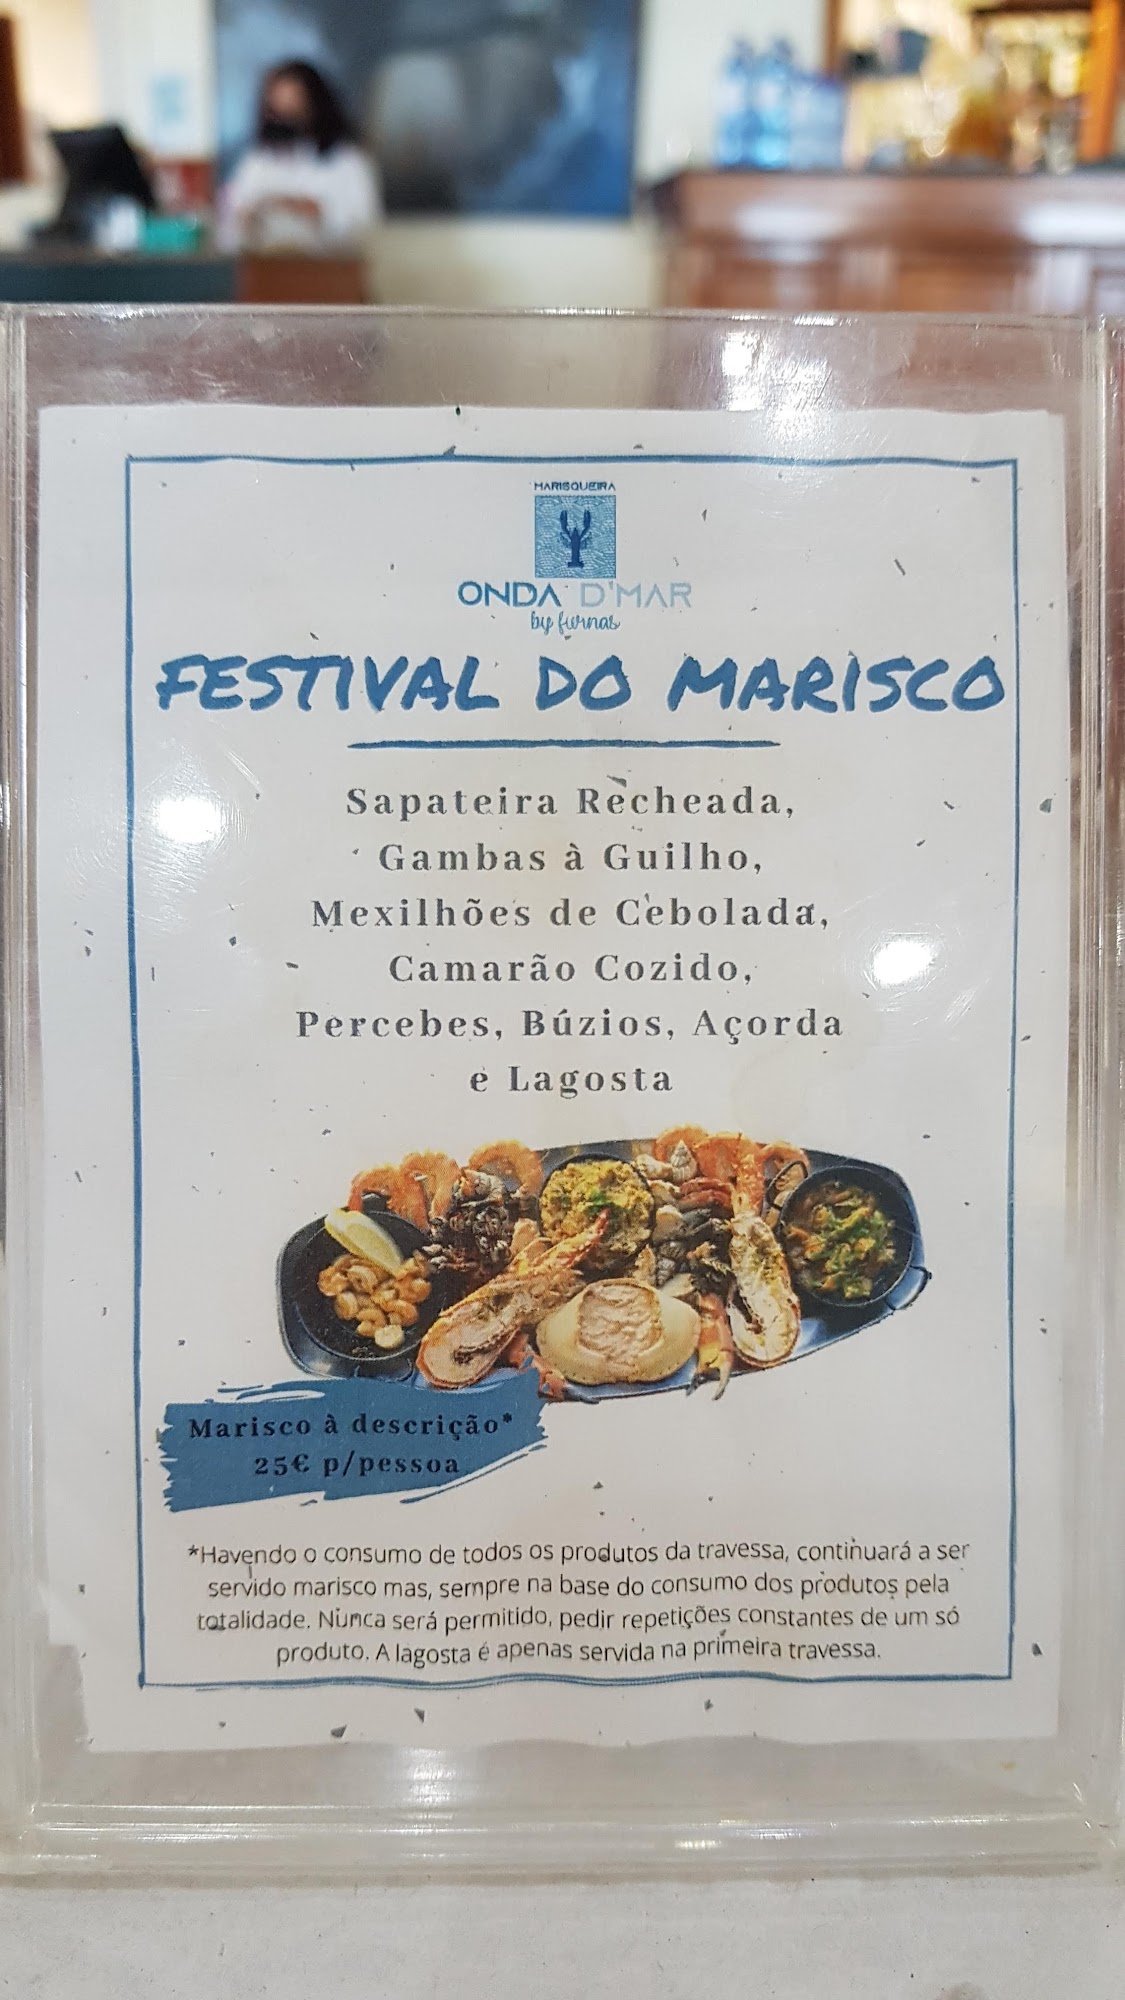 MARISQUEIRA
ONDA D'MAR
by furnas
FESTIVAL DO MARISCO
Sapateira Recheada,
Gambas à Guilho,
Mexilhões de Cebolada,
Camarão Cozido,
Percebes, Búzios, Açorda
e Lagosta
Marisco à descrição*
25€ p/pessoa
*Havendo o consumo de todos os produtos da travessa, continuará a ser
servido marisco mas, sempre na base do consumo dos produtos pela
totalidade. Nunca será permitido, pedir repetições constantes de um só
produto. A lagosta é apenas servida na primeira travessa.